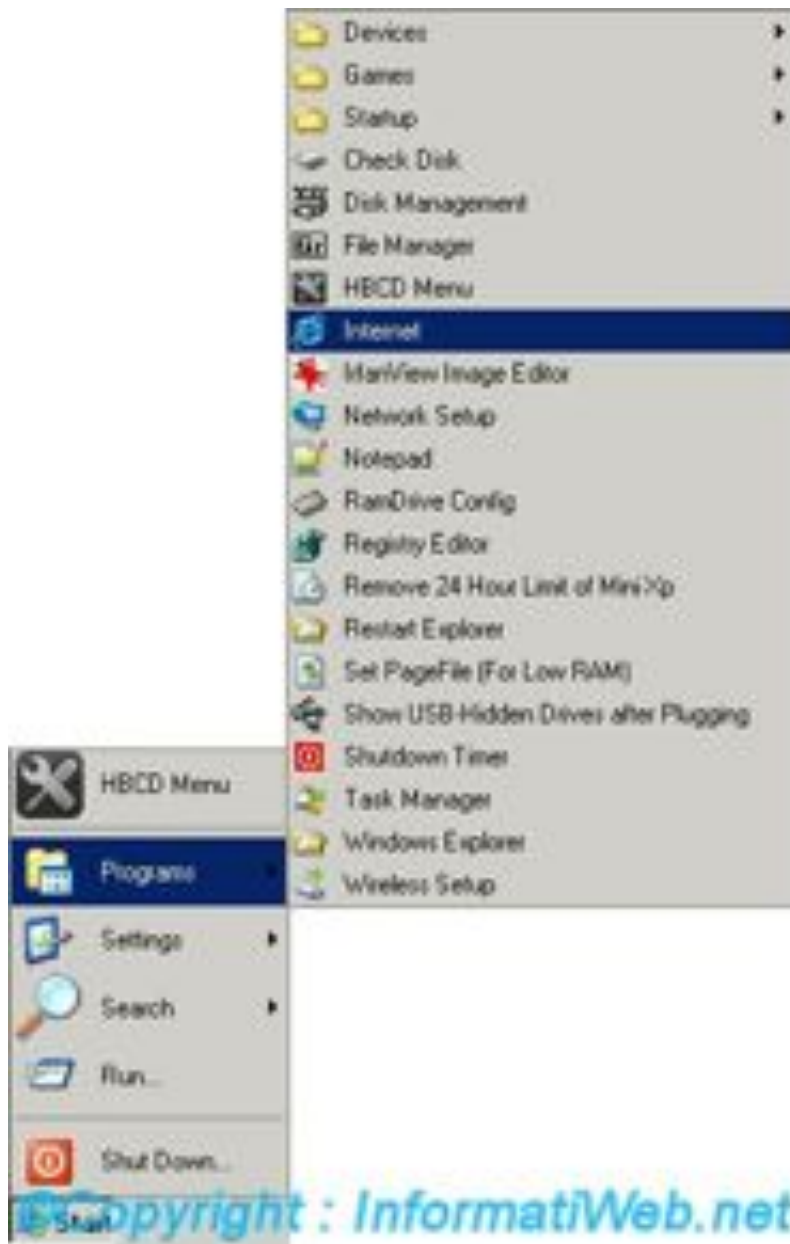 Devices
Games
Startup
Check Disk
Disk Management
File Manager
HBCD Menu
Internet
IrfanView Image Editor
Network Setup
Notepad
RamDrive Config
Registry Editor
Remove 24 Hour Limit of Mini Xp
Restart Explorer
Set PageFile (For Low RAM)
Show USB-Hidden Drives after Plugging
Shutdown Timer
Task Manager
Windows Explorer
Wireless Setup
HBCD Menu
Programs
Settings
Search
Run...
Shut Down...
Start
©Copyright : InformatiWeb.net